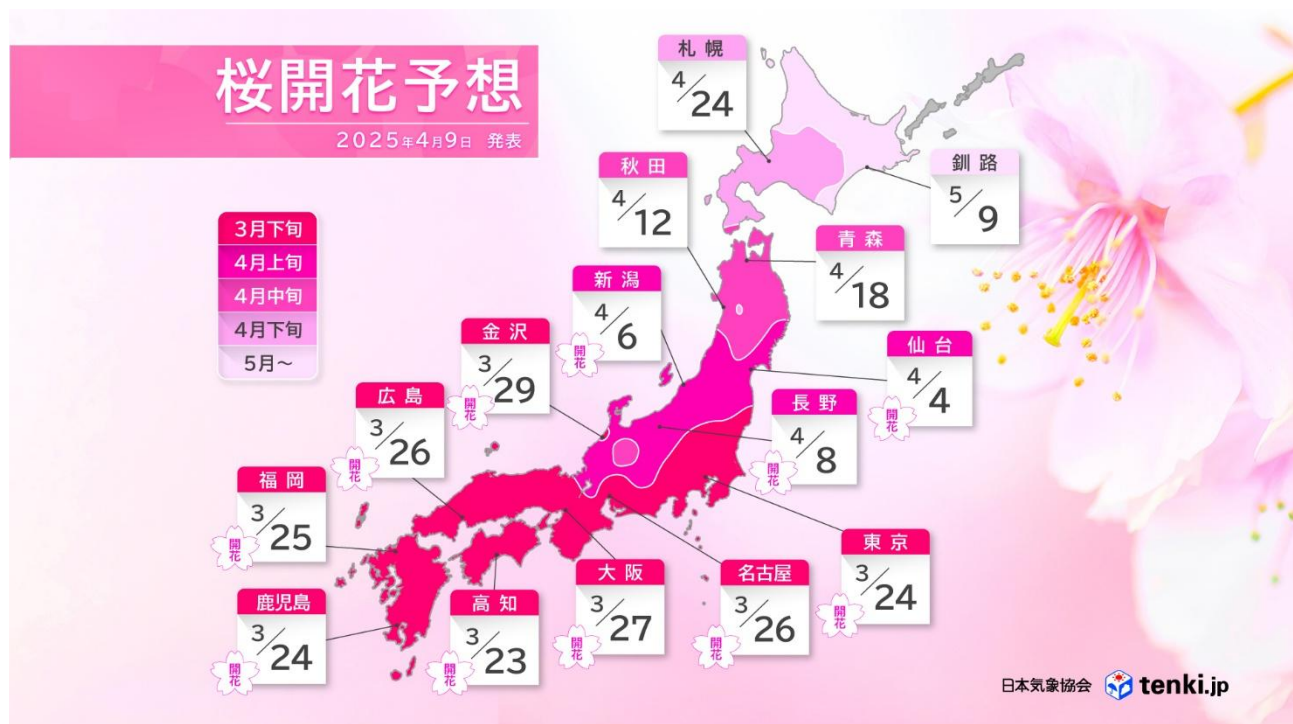 桜開花予想
2025年4月9日 発表
3月下旬
4月上旬
4月中旬
4月下旬
5月～
札幌
4/24
釧路
5/9
秋田
4/12
青森
4/18
新潟
4/6
開花
金沢
3/29
開花
仙台
4/4
開花
広島
3/26
開花
長野
4/8
開花
福岡
3/25
開花
東京
3/24
開花
鹿児島
3/24
開花
高知
3/23
開花
大阪
3/27
開花
名古屋
3/26
開花
日本気象協会 tenki.jp